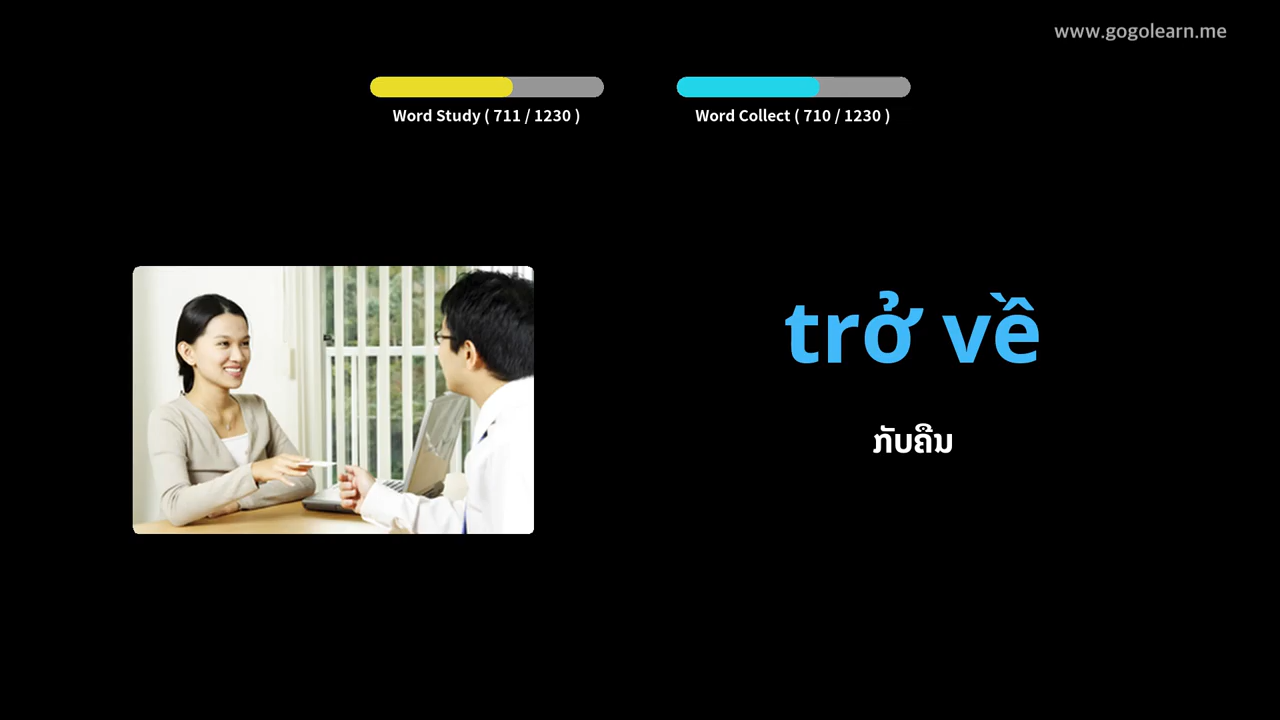 www.gogolearn.me
Word Study ( 711 / 1230 )
Word Collect ( 710 / 1230 )
trở về
ກັບຄືນ